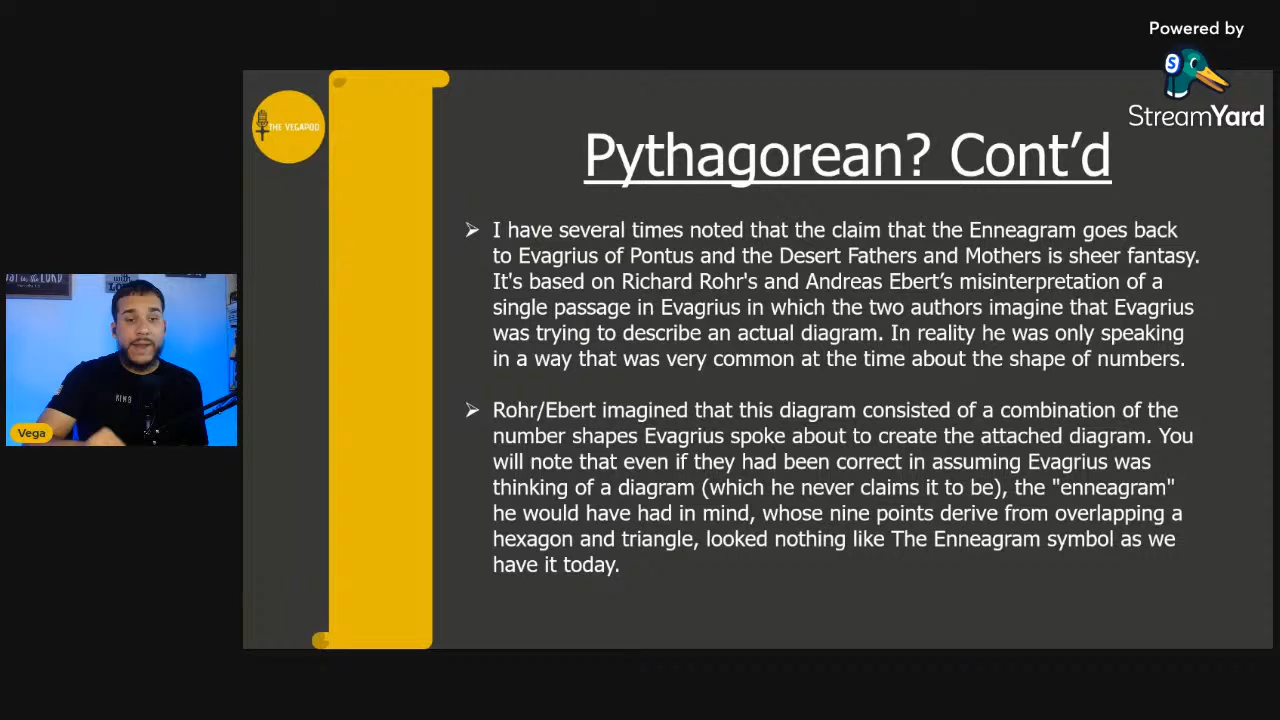 Powered by
StreamYard
THE VEGAPOD
Pythagorean? Cont’d
➢ I have several times noted that the claim that the Enneagram goes back
to Evagrius of Pontus and the Desert Fathers and Mothers is sheer fantasy.
It's based on Richard Rohr's and Andreas Ebert’s misinterpretation of a
single passage in Evagrius in which the two authors imagine that Evagrius
was trying to describe an actual diagram. In reality he was only speaking
in a way that was very common at the time about the shape of numbers.
➢ Rohr/Ebert imagined that this diagram consisted of a combination of the
number shapes Evagrius spoke about to create the attached diagram. You
will note that even if they had been correct in assuming Evagrius was
thinking of a diagram (which he never claims it to be), the "enneagram"
he would have had in mind, whose nine points derive from overlapping a
hexagon and triangle, looked nothing like The Enneagram symbol as we
have it today.
LORD
with
KING
Vega